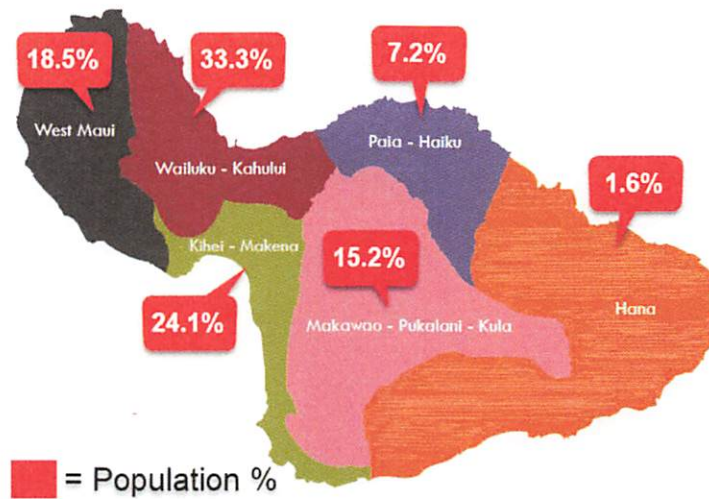 18.5%
33.3%
7.2%
West Maui
Paia - Haiku
Wailuku - Kahului
1.6%
Kihei - Makena
15.2%
24.1%
Makawao - Pukalani - Kula
Hana
= Population %